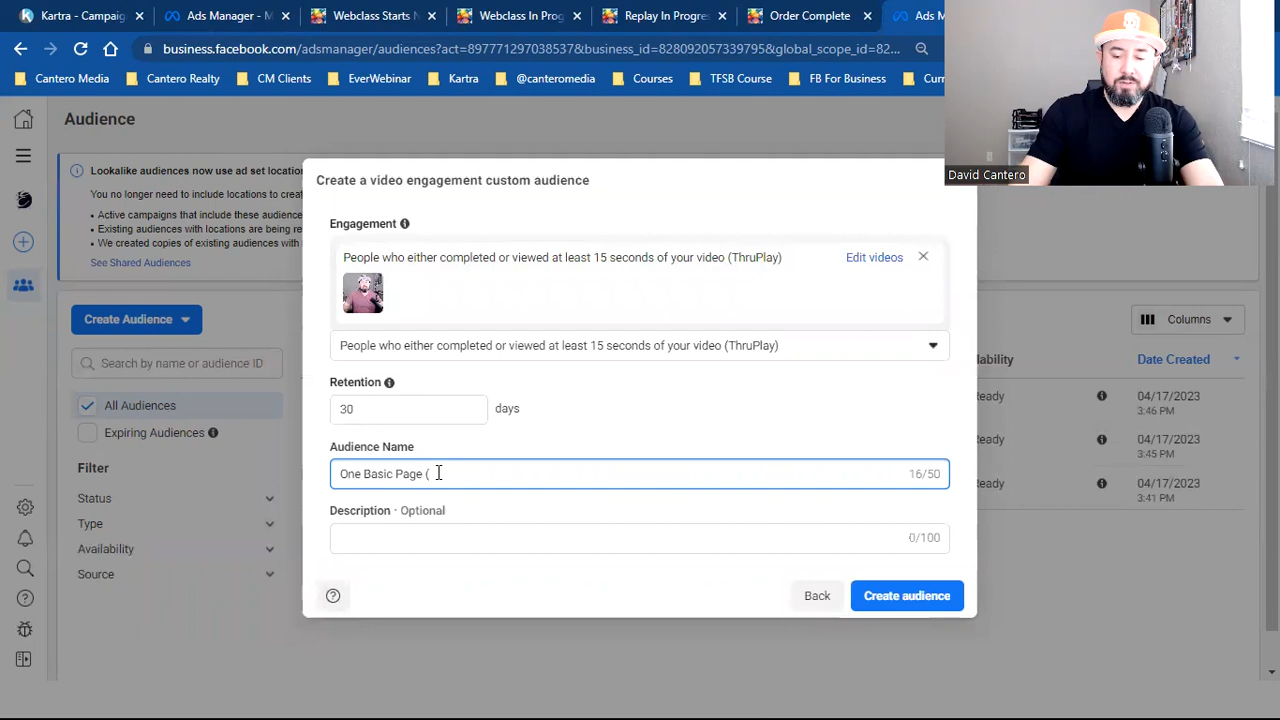 Kartra - Campaig
Ads Manager - M
Webclass Starts N
Webclass In Prog
Replay In Progre
Order Complete
Ads M
business.facebook.com/adsmanager/audiences?act=897771297038537&business_id=828092057339795&global_scope_id=82...
Cantero Media
Cantero Realty
CM Clients
EverWebinar
Kartra
@canteromedia
Courses
TFSB Course
FB For Business
Curr
David Cantero
Audience
Lookalike audiences now use ad set locatio
You no longer need to include locations to crea
• Active campaigns that include these audience
• Existing audiences with locations are being re
• We created copies of existing audiences with
See Shared Audiences
Create Audience
Search by name or audience ID
All Audiences
Expiring Audiences
Filter
Status
Type
Availability
Source
Create a video engagement custom audience
Engagement
People who either completed or viewed at least 15 seconds of your video (ThruPlay)
Edit videos
People who either completed or viewed at least 15 seconds of your video (ThruPlay)
Retention
30
days
Audience Name
One Basic Page (
16/50
Description · Optional
0/100
Back
Create audience
Columns
lability
Date Created
Ready
04/17/2023
3:46 PM
Ready
04/17/2023
3:45 PM
Ready
04/17/2023
3:41 PM